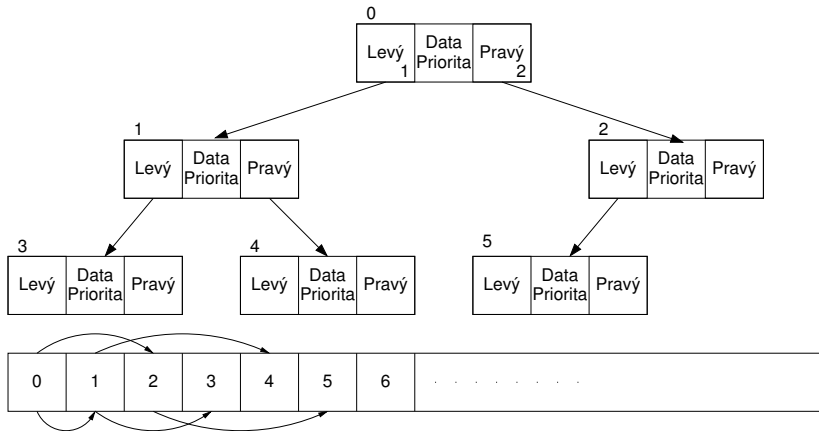 0
Levý Data Priorita Pravý
1 2
1
Levý Data Priorita Pravý
2
Levý Data Priorita Pravý
3
Levý Data Priorita Pravý
4
Levý Data Priorita Pravý
5
Levý Data Priorita Pravý
0 1 2 3 4 5 6 . . . . . . . .